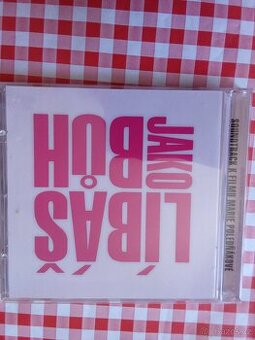 LÍBÁŠ
JAKO
BŮH
SOUNDTRACK K FILMU MARIE POLEDŇÁKOVÉ